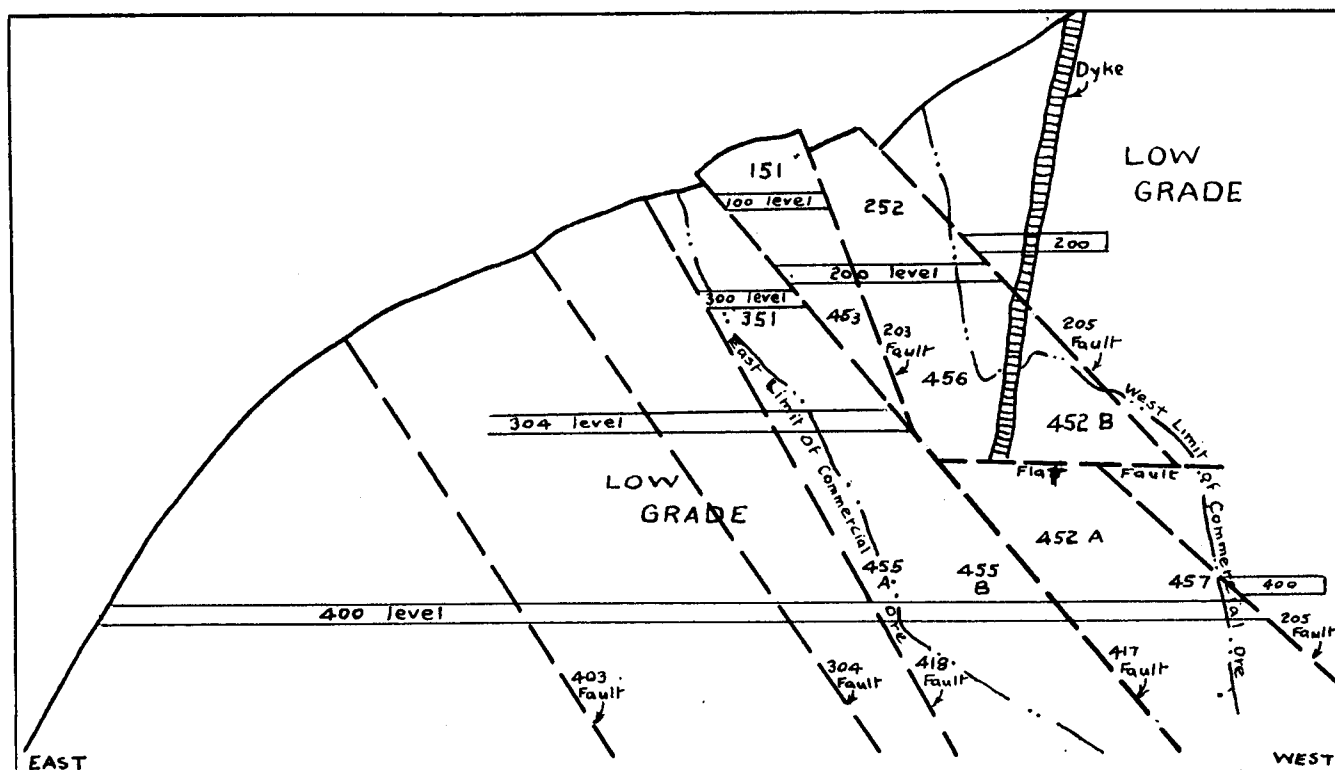 Dyke
LOW
GRADE
151
100 level
252
200
200 level
300 level
351
453
203
Fault
205
Fault
456
East Limit of Commercial ore
West Limit of Commercial ore
452 B
304 level
Flat Fault
LOW
GRADE
452 A
455
A
455
B
457
400
400 level
205
Fault
403
Fault
304
Fault
418
Fault
417
Fault
EAST
WEST